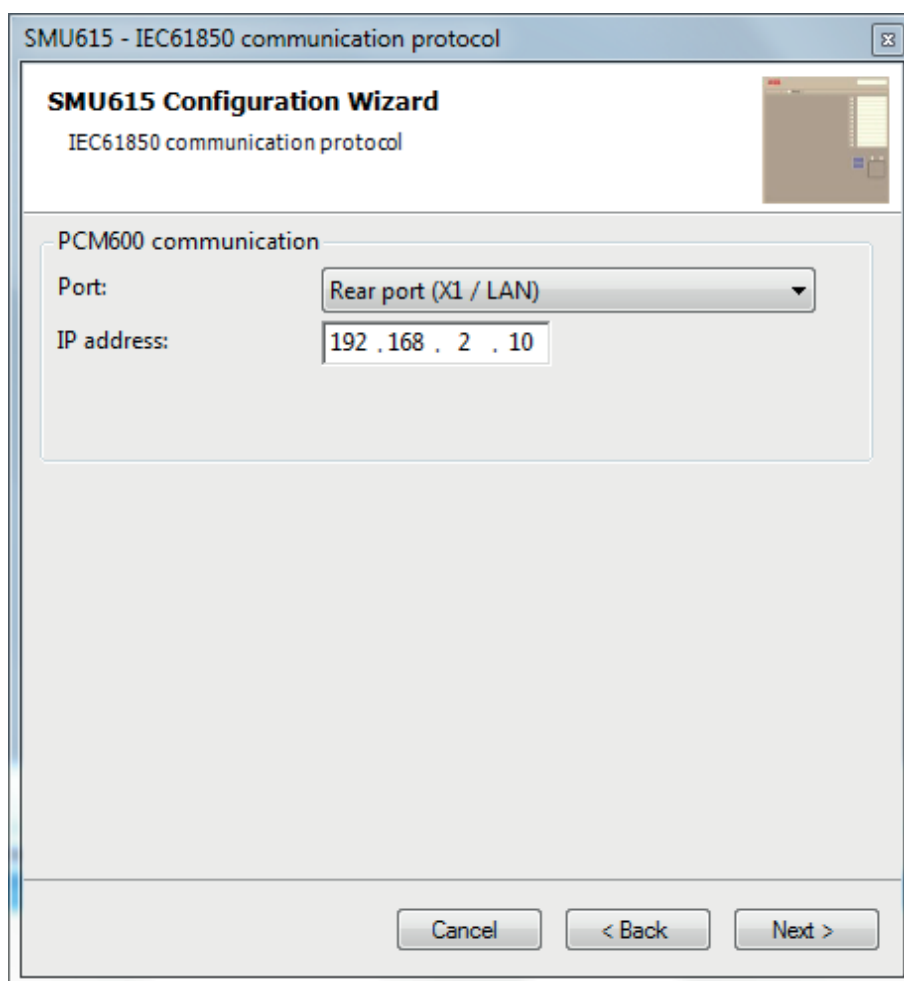 SMU615 - IEC61850 communication protocol
SMU615 Configuration Wizard
IEC61850 communication protocol
PCM600 communication
Port: Rear port (X1 / LAN)
IP address: 192 . 168 . 2 . 10
Cancel < Back Next >